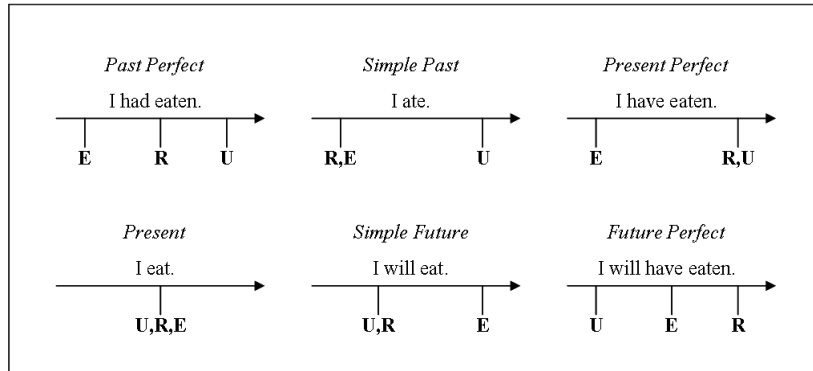 Past Perfect Simple Past Present Perfect
I had eaten. I ate. I have eaten.
E R U R,E U E R,U
Present Simple Future Future Perfect
I eat. I will eat. I will have eaten.
U,R,E U,R E U E R